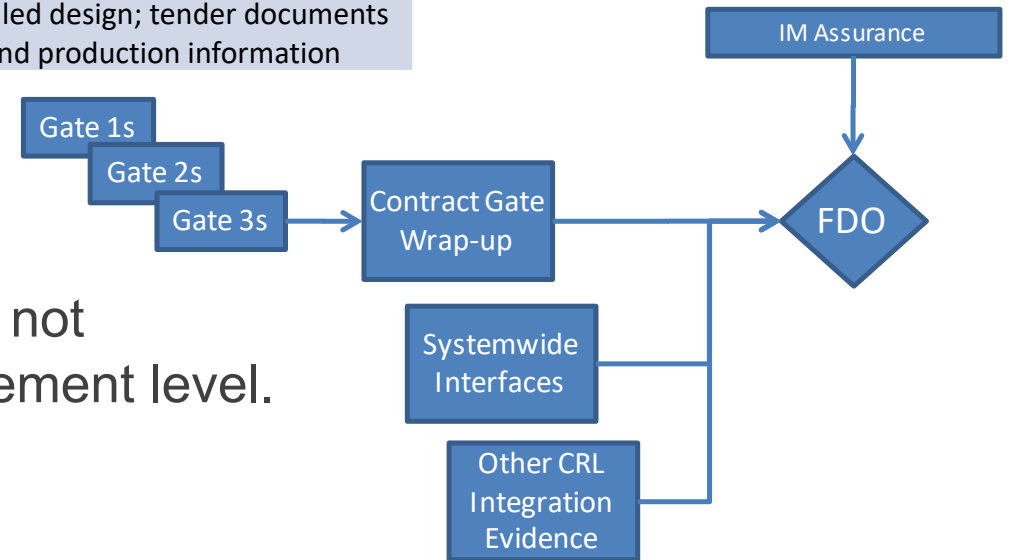 led design; tender documents
nd production information
IM Assurance
Gate 1s
Gate 2s
Gate 3s
Contract Gate
Wrap-up
FDO
not
ement level.
Systemwide
Interfaces
Other CRL
Integration
Evidence